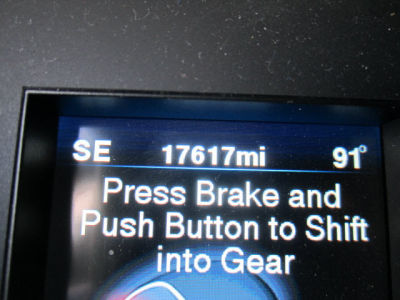 SE 17617mi 91°
Press Brake and
Push Button to Shift
into Gear